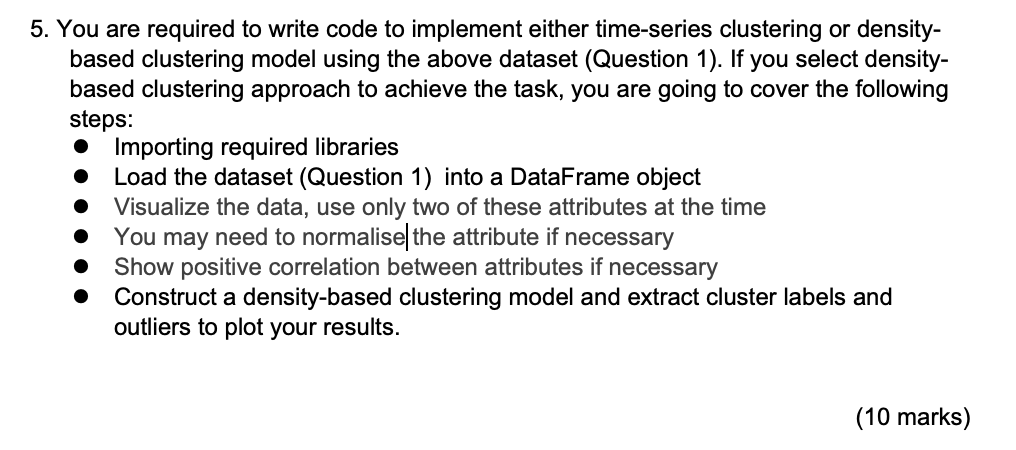 5. You are required to write code to implement either time-series clustering or density-
based clustering model using the above dataset (Question 1). If you select density-
based clustering approach to achieve the task, you are going to cover the following
steps:
● Importing required libraries
● Load the dataset (Question 1) into a DataFrame object
● Visualize the data, use only two of these attributes at the time
● You may need to normalise the attribute if necessary
● Show positive correlation between attributes if necessary
● Construct a density-based clustering model and extract cluster labels and
outliers to plot your results.
(10 marks)